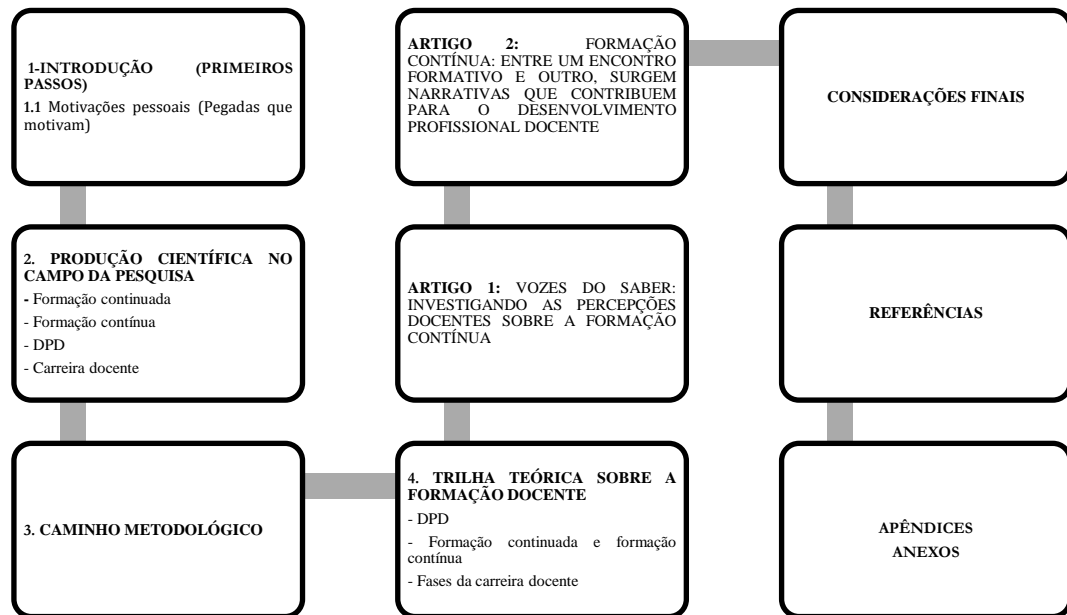 1-INTRODUÇÃO (PRIMEIROS
PASSOS)
1.1 Motivações pessoais (Pegadas que
motivam)
2. PRODUÇÃO CIENTÍFICA NO
CAMPO DA PESQUISA
- Formação continuada
- Formação contínua
- DPD
- Carreira docente
3. CAMINHO METODOLÓGICO
4. TRILHA TEÓRICA SOBRE A
FORMAÇÃO DOCENTE
- DPD
- Formação continuada e formação
contínua
- Fases da carreira docente
ARTIGO 1: VOZES DO SABER:
INVESTIGANDO AS PERCEPÇÕES
DOCENTES SOBRE A FORMAÇÃO
CONTÍNUA
ARTIGO 2: FORMAÇÃO
CONTÍNUA: ENTRE UM ENCONTRO
FORMATIVO E OUTRO, SURGEM
NARRATIVAS QUE CONTRIBUEM
PARA O DESENVOLVIMENTO
PROFISSIONAL DOCENTE
CONSIDERAÇÕES FINAIS
REFERÊNCIAS
APÊNDICES
ANEXOS